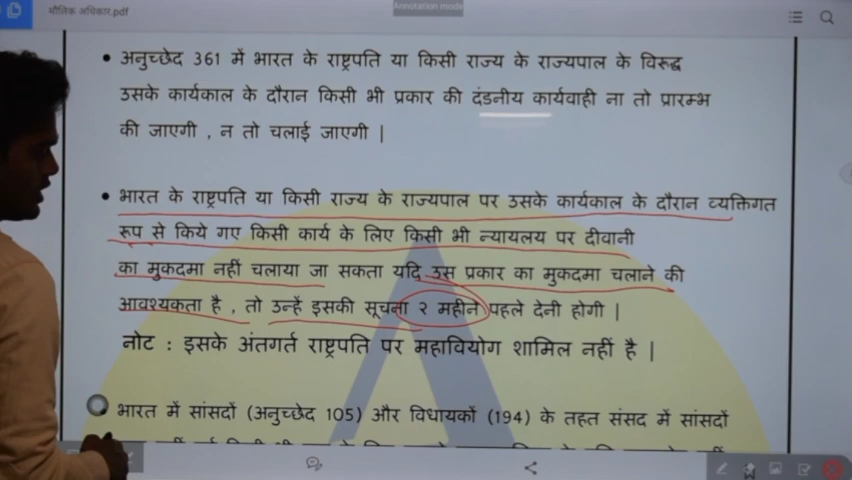 मौलिक अधिकार.pdf
Annotation mode
• अनुच्छेद 361 में भारत के राष्ट्रपति या किसी राज्य के राज्यपाल के विरूद्ध
उसके कार्यकाल के दौरान किसी भी प्रकार की दंडनीय कार्यवाही ना तो प्रारम्भ
की जाएगी , न तो चलाई जाएगी |
• भारत के राष्ट्रपति या किसी राज्य के राज्यपाल पर उसके कार्यकाल के दौरान व्यक्तिगत
रूप से किये गए किसी कार्य के लिए किसी भी न्यायलय पर दीवानी
का मुकदमा नहीं चलाया जा सकता यदि उस प्रकार का मुकदमा चलाने की
आवश्यकता है , तो उन्हें इसकी सूचना २ महीने पहले देनी होगी |
नोट : इसके अंतगर्त राष्ट्रपति पर महावियोग शामिल नहीं है |
• भारत में सांसदों (अनुच्छेद 105) और विधायकों (194) के तहत संसद में सांसदों